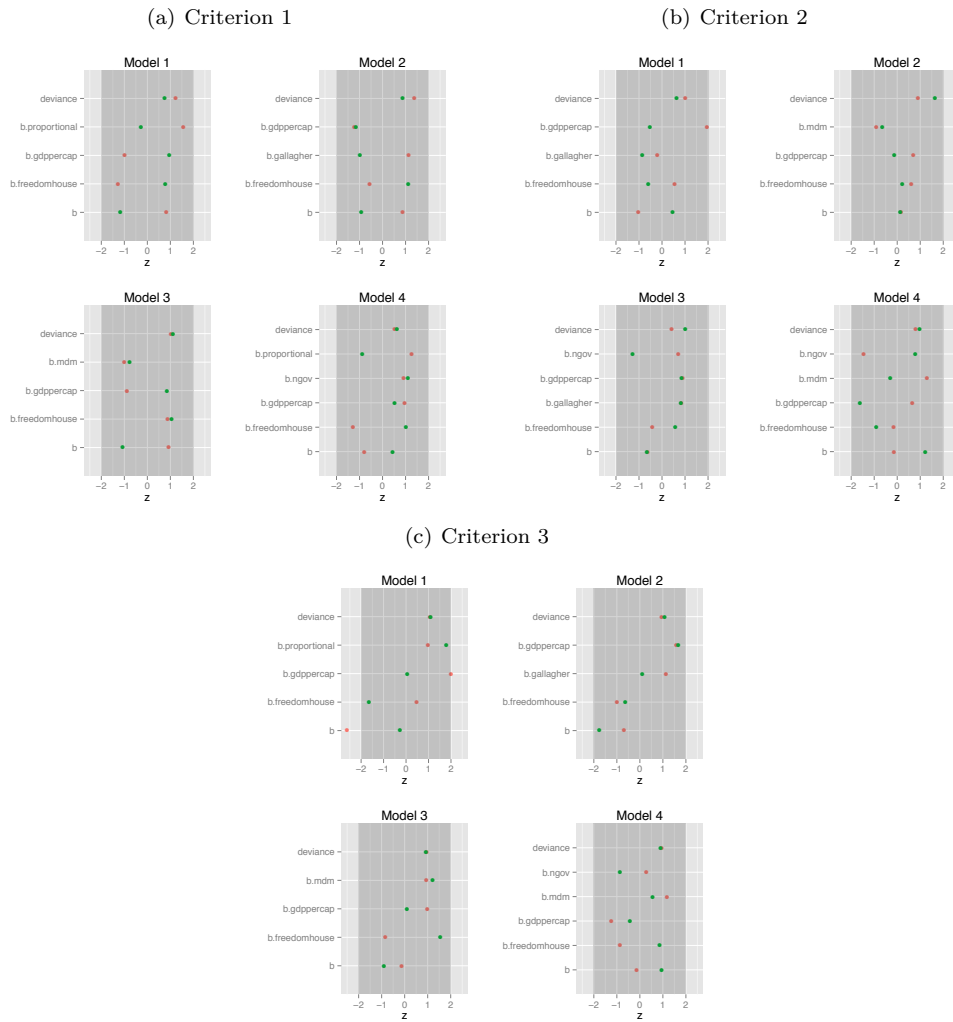 (a) Criterion 1
Model 1
deviance
b.proportional
b.gdppercap
b.freedomhouse
b
−2 −1 0 1 2
z
Model 2
deviance
b.gdppercap
b.gallagher
b.freedomhouse
b
−2 −1 0 1 2
z
Model 3
deviance
b.mdm
b.gdppercap
b.freedomhouse
b
−2 −1 0 1 2
z
Model 4
deviance
b.proportional
b.ngov
b.gdppercap
b.freedomhouse
b
−2 −1 0 1 2
z
(b) Criterion 2
Model 1
deviance
b.gdppercap
b.gallagher
b.freedomhouse
b
−2 −1 0 1 2
z
Model 2
deviance
b.mdm
b.gdppercap
b.freedomhouse
b
−2 −1 0 1 2
z
Model 3
deviance
b.ngov
b.gdppercap
b.gallagher
b.freedomhouse
b
−2 −1 0 1 2
z
Model 4
deviance
b.ngov
b.mdm
b.gdppercap
b.freedomhouse
b
−2 −1 0 1 2
z
(c) Criterion 3
Model 1
deviance
b.proportional
b.gdppercap
b.freedomhouse
b
−2 −1 0 1 2
z
Model 2
deviance
b.gdppercap
b.gallagher
b.freedomhouse
b
−2 −1 0 1 2
z
Model 3
deviance
b.mdm
b.gdppercap
b.freedomhouse
b
−2 −1 0 1 2
z
Model 4
deviance
b.ngov
b.mdm
b.gdppercap
b.freedomhouse
b
−2 −1 0 1 2
z